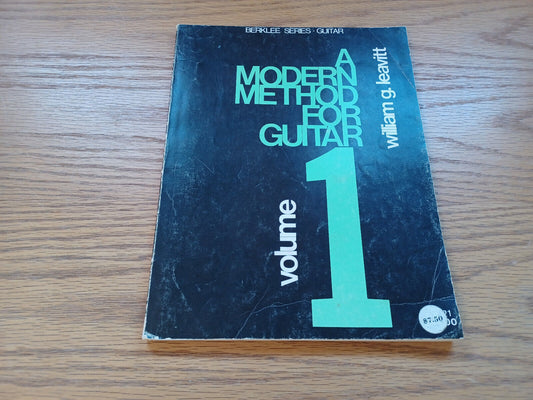 BERKLEE SERIES · GUITAR
A
MODERN
METHOD
FOR
GUITAR
william g. leavitt
volume
1
$7.50